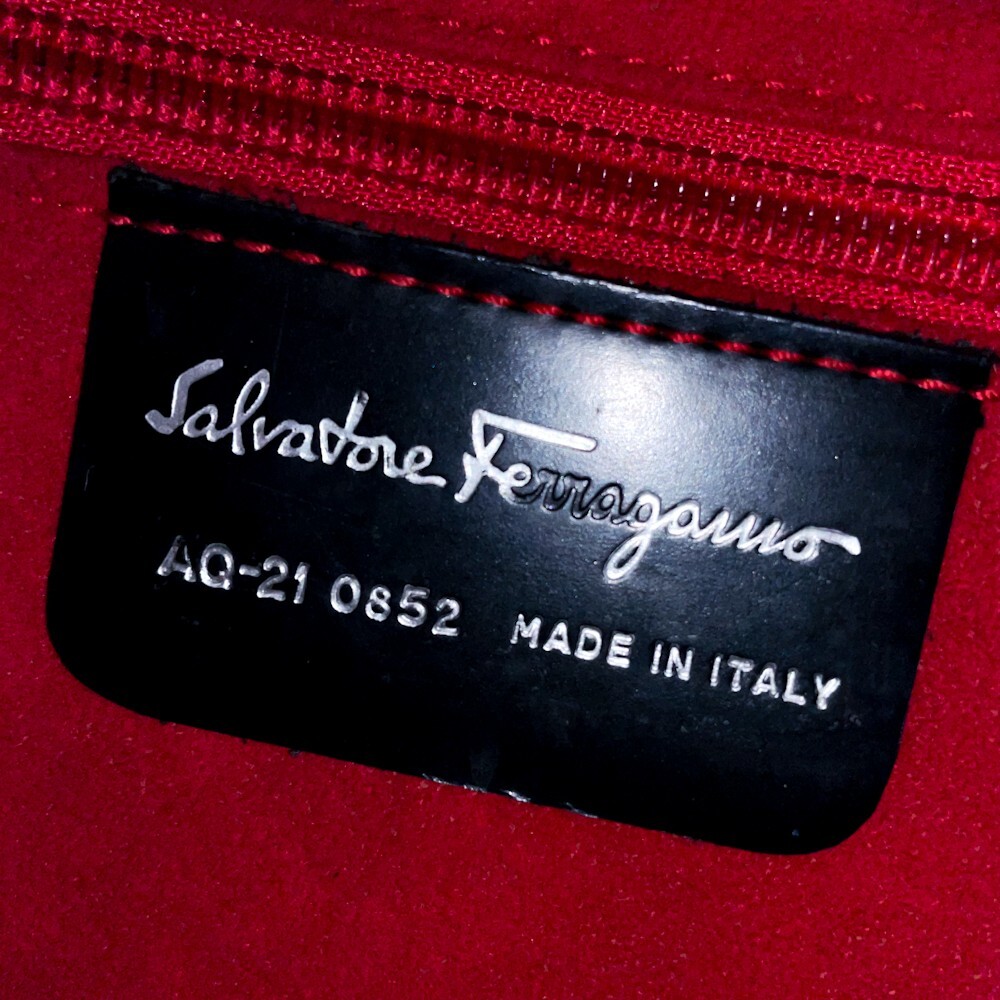 Salvatore Ferragamo
AQ-21 0852 MADE IN ITALY